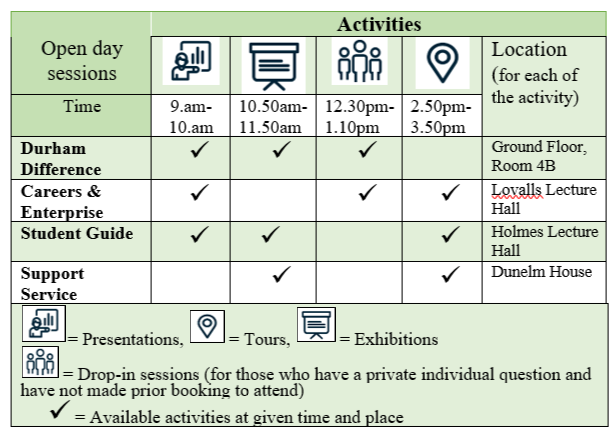 Activities
Open day
sessions
Location
(for each of
the activity)
Time
9.am-
10.am
10.50am-
11.50am
12.30pm-
1.10pm
2.50pm-
3.50pm
Durham
Difference
Ground Floor,
Room 4B
Careers &
Enterprise
Lovalls Lecture
Hall
Student Guide
Holmes Lecture
Hall
Support
Service
Dunelm House
= Presentations, = Tours, = Exhibitions
= Drop-in sessions (for those who have a private individual question and
have not made prior booking to attend)
✓ = Available activities at given time and place